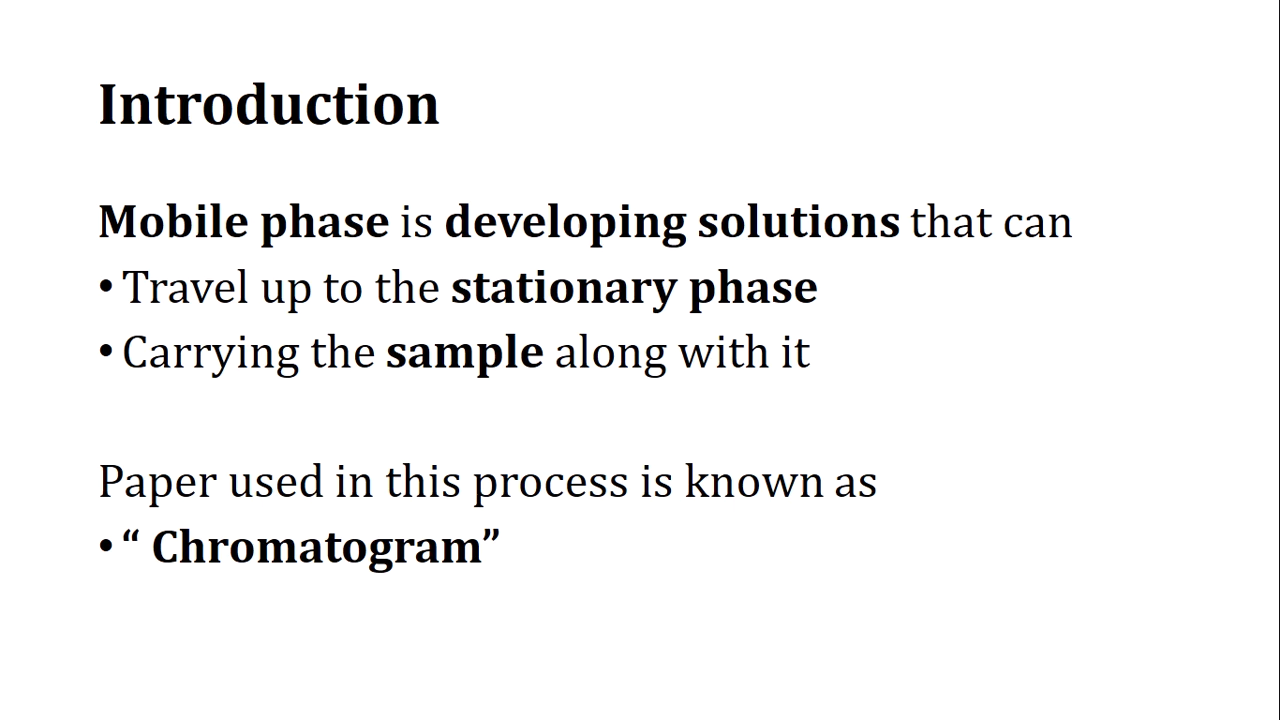 Introduction
Mobile phase is developing solutions that can
• Travel up to the stationary phase
• Carrying the sample along with it
Paper used in this process is known as
• “ Chromatogram”